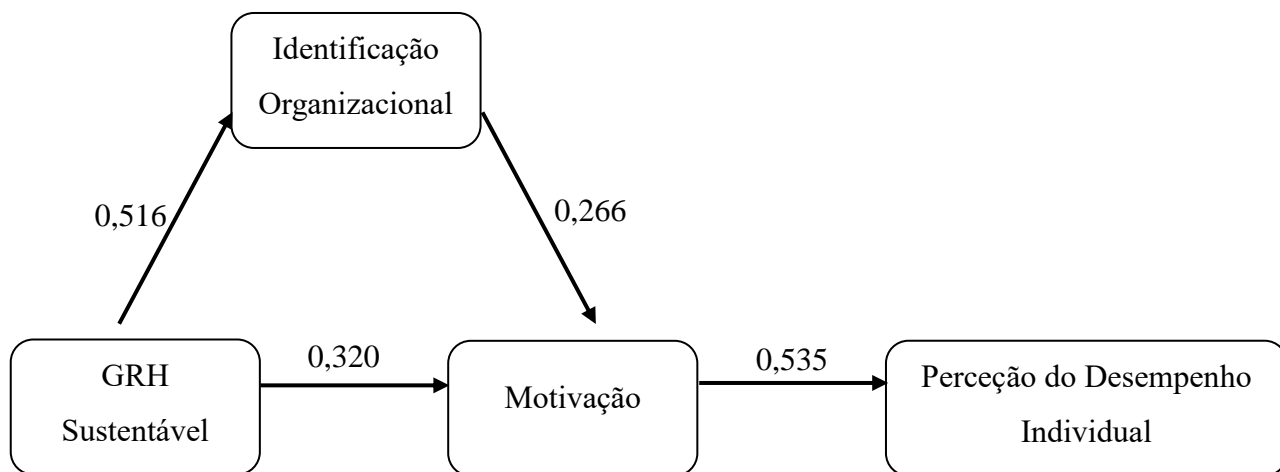 Identificação
Organizacional
0,516
0,266
GRH
Sustentável
0,320
Motivação
0,535
Perceção do Desempenho
Individual